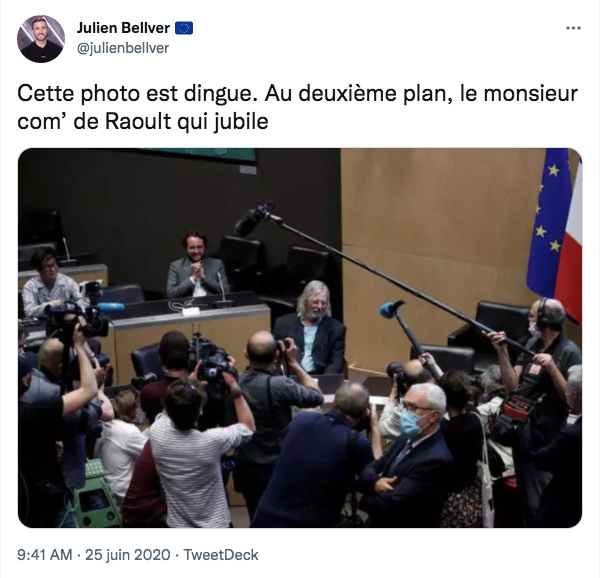 Julien Bellver 🇪🇺
@julienbellver
Cette photo est dingue. Au deuxième plan, le monsieur
com’ de Raoult qui jubile
9:41 AM · 25 juin 2020 · TweetDeck